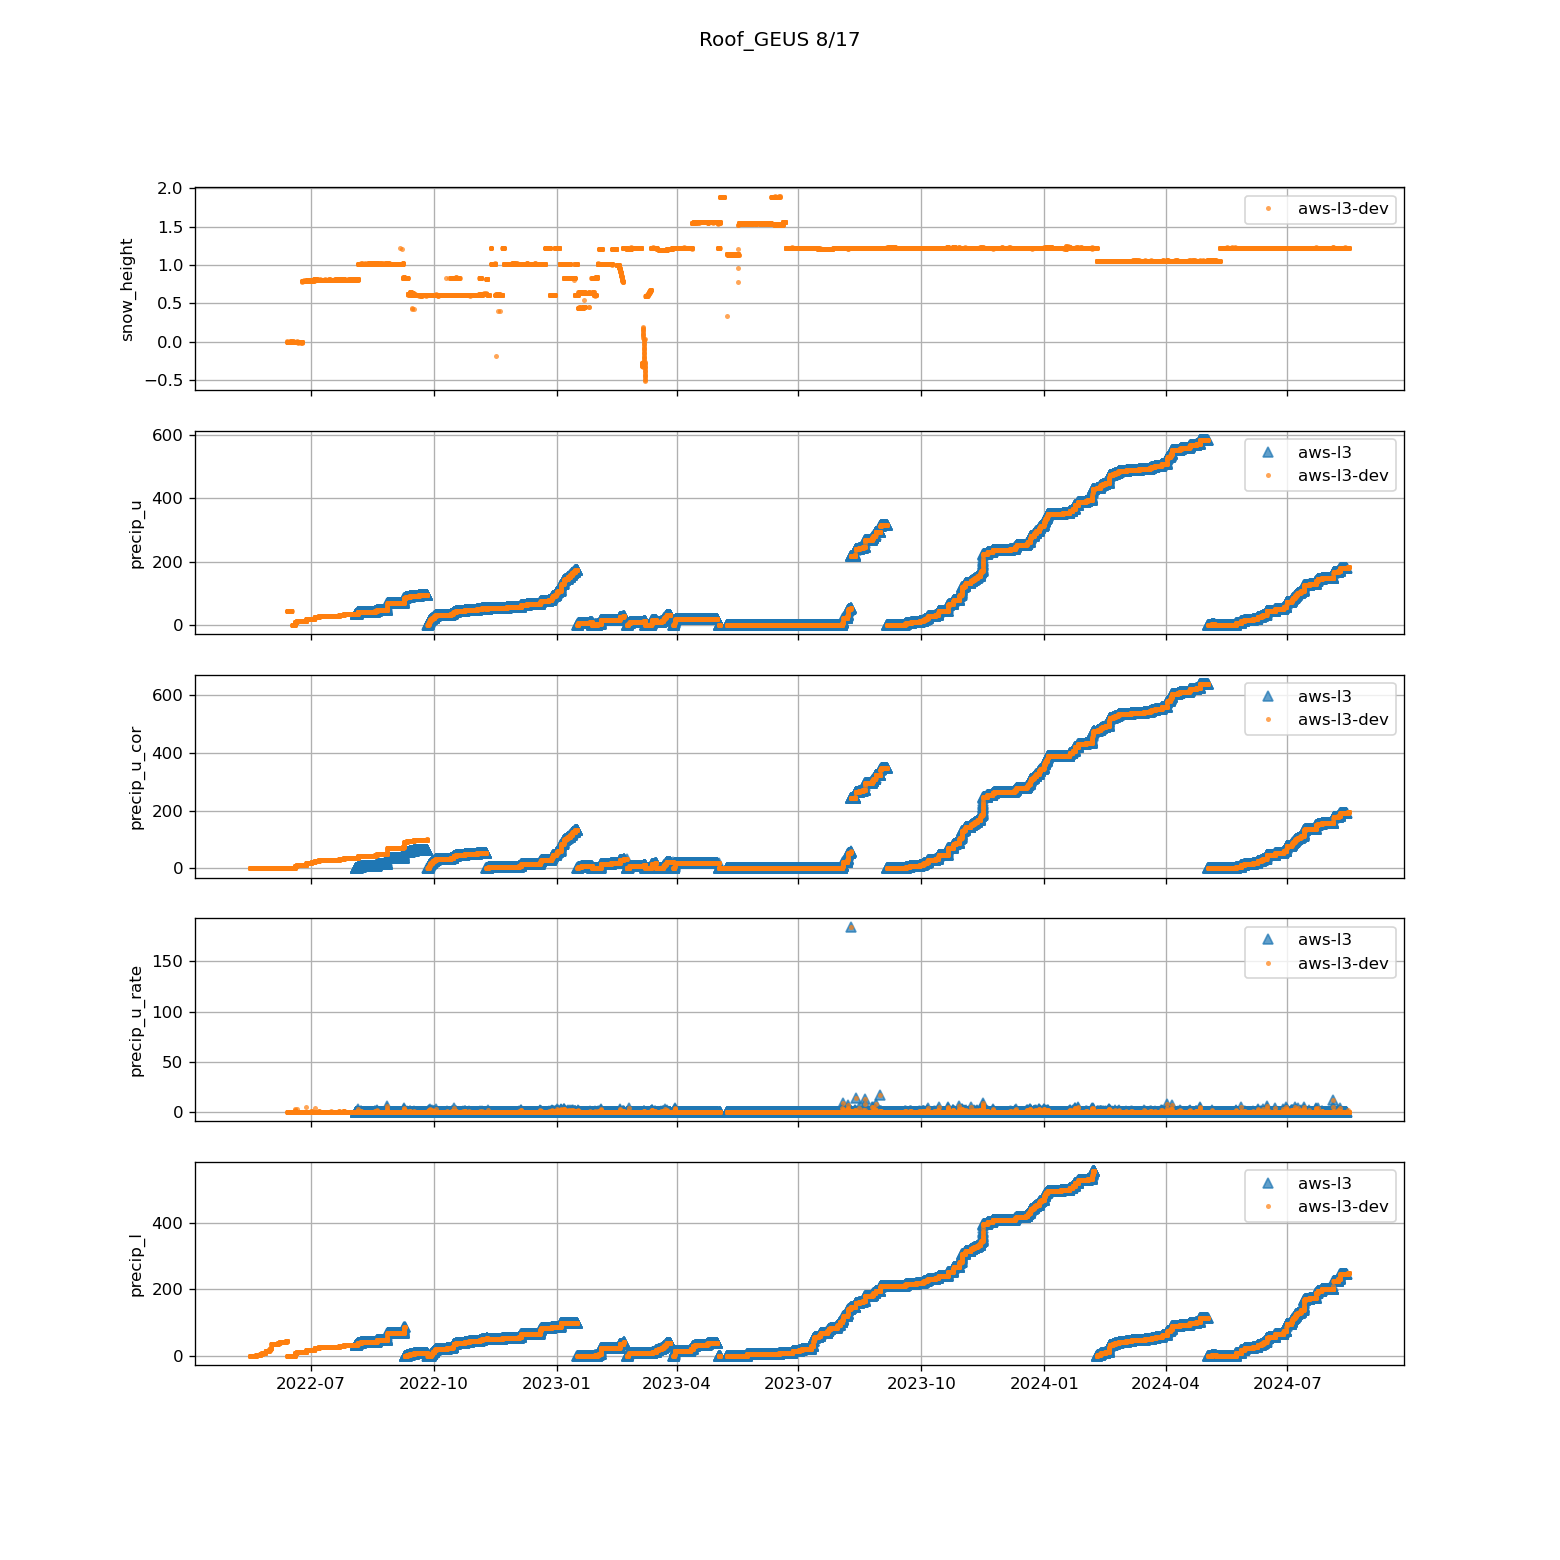 Roof_GEUS 8/17
snow_height
2.0
1.5
1.0
0.5
0.0
−0.5
aws-l3-dev
precip_u
600
400
200
0
aws-l3
aws-l3-dev
precip_u_cor
600
400
200
0
aws-l3
aws-l3-dev
precip_u_rate
150
100
50
0
aws-l3
aws-l3-dev
precip_l
400
200
0
aws-l3
aws-l3-dev
2022-07 2022-10 2023-01 2023-04 2023-07 2023-10 2024-01 2024-04 2024-07